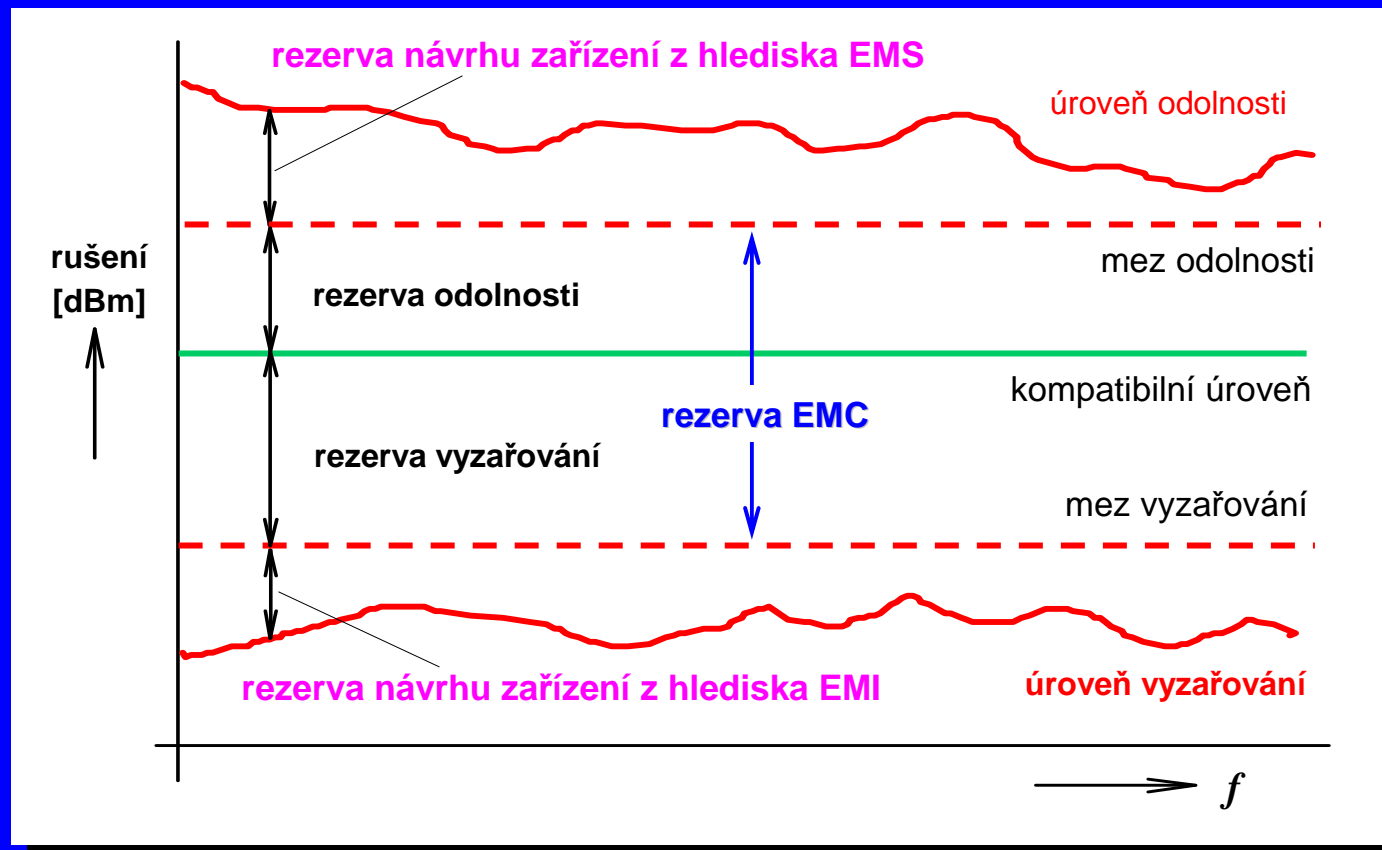 rezerva návrhu zařízení z hlediska EMS
úroveň odolnosti
mez odolnosti
rušení
[dBm]
rezerva odolnosti
kompatibilní úroveň
rezerva EMC
rezerva vyzařování
mez vyzařování
rezerva návrhu zařízení z hlediska EMI
úroveň vyzařování
f